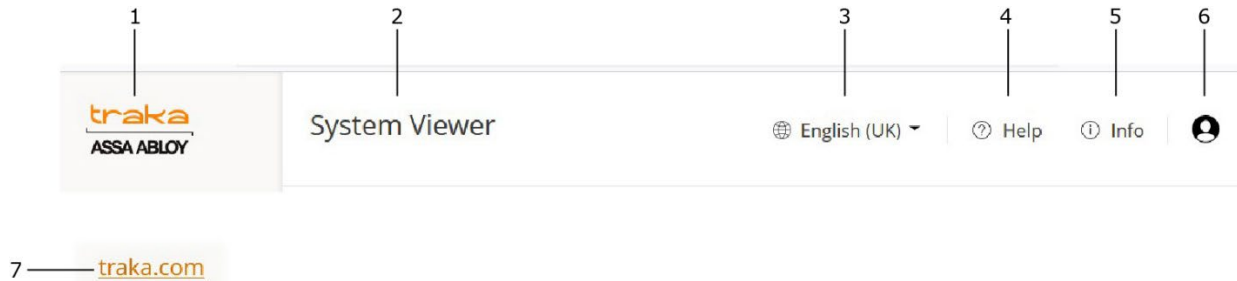 1 2 3 4 5 6
traka
ASSA ABLOY
System Viewer
English (UK)
Help
Info
7
traka.com